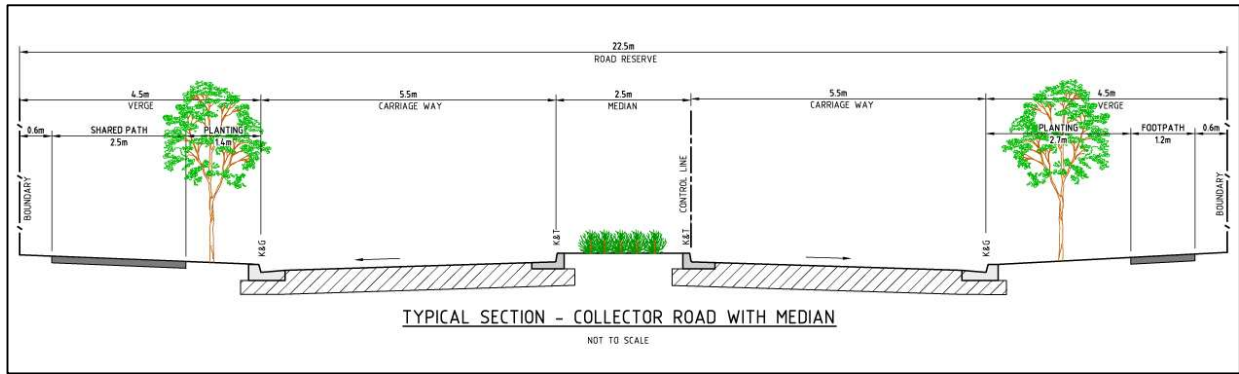 22.5m
ROAD RESERVE
4.5m
VERGE
5.5m
CARRIAGE WAY
2.5m
MEDIAN
5.5m
CARRIAGE WAY
4.5m
VERGE
0.6m
SHARED PATH
2.5m
PLANTING
1.4m
PLANTING
2.7m
FOOTPATH
1.2m
0.6m
BOUNDARY
K&G
K&T
K&T
CONTROL LINE
K&G
BOUNDARY
TYPICAL SECTION - COLLECTOR ROAD WITH MEDIAN
NOT TO SCALE